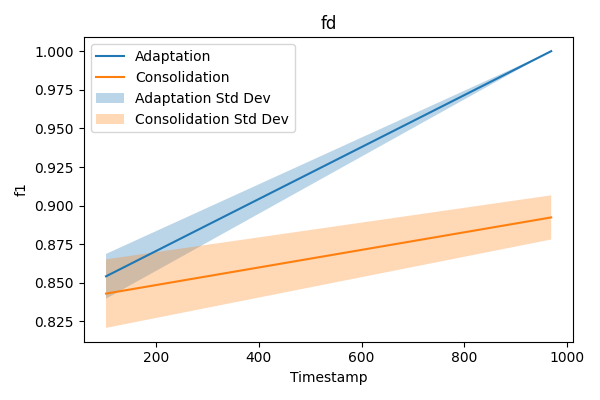 fd
Adaptation
Consolidation
Adaptation Std Dev
Consolidation Std Dev
f1
1.000
0.975
0.950
0.925
0.900
0.875
0.850
0.825
200
400
600
800
1000
Timestamp